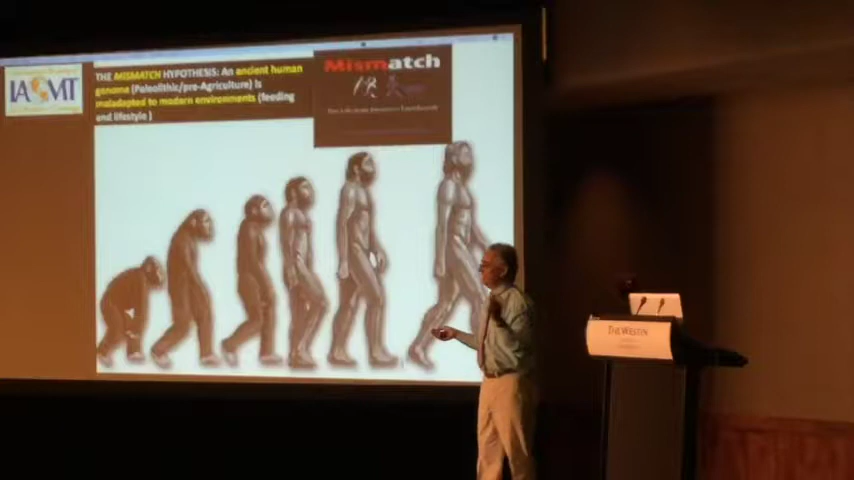 IAOMT
THE MISMATCH HYPOTHESIS: An ancient human
genome (Paleolithic/pre-Agriculture) is
maladapted to modern environments (feeding
and lifestyle)
Mismatch
THE WESTIN